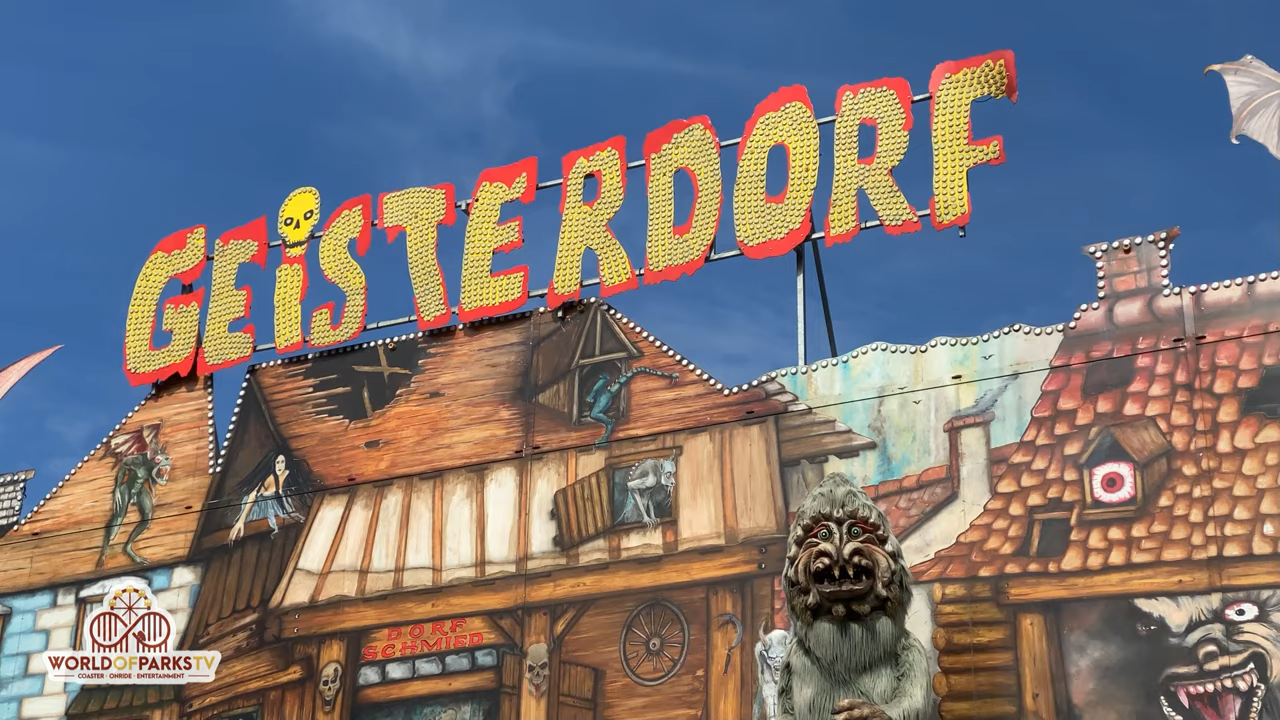 GEiSTERDORF
DORF
SCHMIED
WORLDOFPARKSTV
COASTER · ONRIDE · ENTERTAINMENT